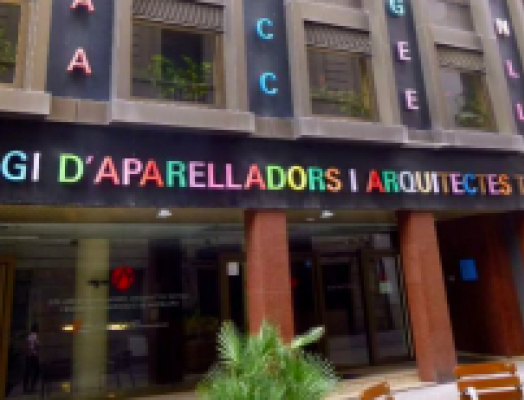 A A
C C
G E E
N L L
GI D'APARELLADORS I ARQUITECTES T